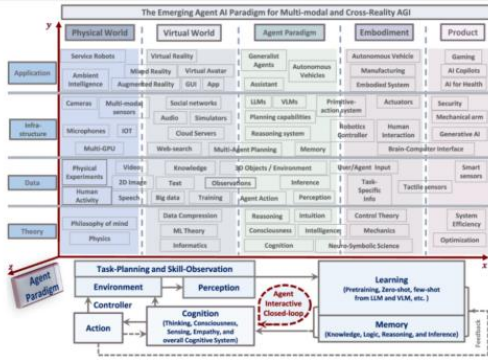 The Emerging Agent AI Paradigm for Multi-modal and Cross-Reality AGI
y
Physical World
Virtual World
Agent Paradigm
Embodiment
Product
Application
Service Robots
Ambient
Intelligence
Virtual Reality
Mixed Reality
Virtual Avatar
Augmented Reality
GUI
App
Generalist
Agents
Autonomous
Vehicles
Assistant
Autonomous Vehicle
Manufacturing
Embodied System
Gaming
AI Copilots
AI for Health
Infra-
structure
Cameras
Multi-modal
sensors
Microphones
IOT
Multi-GPU
Social networks
Audio
Simulators
Cloud Servers
Web-search
Multi-Agent Planning
LLMs
VLMs
Primitive-
action system
Planning capabilities
Reasoning system
Memory
Actuators
Robotics
Controller
Human
Interaction
Brain-Computer Interface
Security
Mechanical arm
Generative AI
Data
Physical
Experiments
Video
2D Image
Human
Activity
Speech
Knowledge
3D Objects / Environment
Text
Observations
Inference
Big data
Training
Agent Action
Perception
User/Agent Input
Task-
Specific
Info
Tactile sensors
Smart
sensors
Theory
Philosophy of mind
Physics
Data Compression
ML Theory
Informatics
Reasoning
Intuition
Consciousness
Intelligence
Cognition
Control Theory
Mechanics
Neuro-Symbolic Science
System
Efficiency
Optimization
z
x
Agent
Paradigm
Task-Planning and Skill-Observation
Environment
Perception
Controller
Action
Cognition
(Thinking, Consciousness,
Sensing, Empathy, and
overall Cognitive System)
Agent
Interactive
Closed-loop
Learning
(Pretraining, Zero-shot, few-shot
from LLM and VLM, etc. )
Memory
(Knowledge, Logic, Reasoning, and Inference)
Feedback